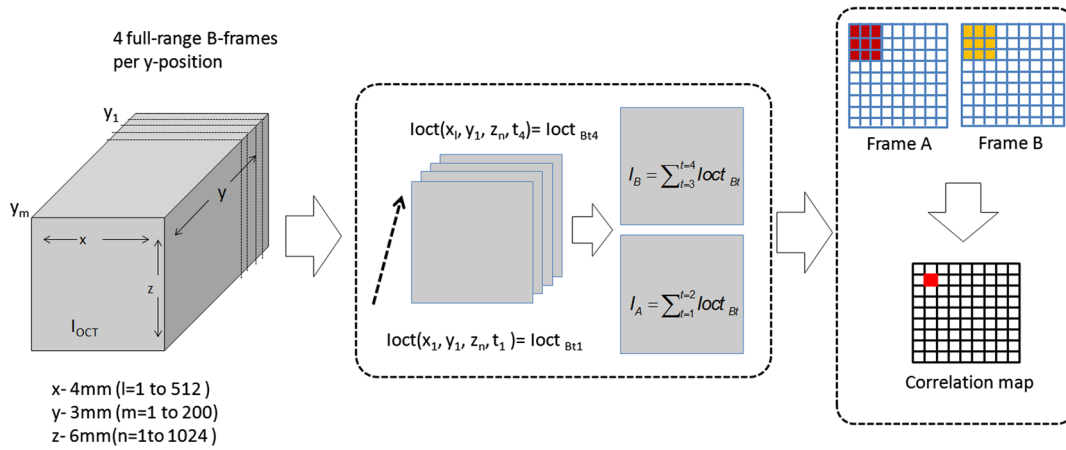 4 full-range B-frames
per y-position
y1
y
ym
x
z
IOCT
x- 4mm (l=1 to 512 )
y- 3mm (m=1 to 200)
z- 6mm(n=1to 1024 )
Ioct(xl, y1, zn, t4)= Ioct Bt4
Ioct(x1, y1, zn, t1 )= Ioct Bt1
IB = ∑t=3t=4 Ioct Bt
IA = ∑t=1t=2 Ioct Bt
Frame A
Frame B
Correlation map